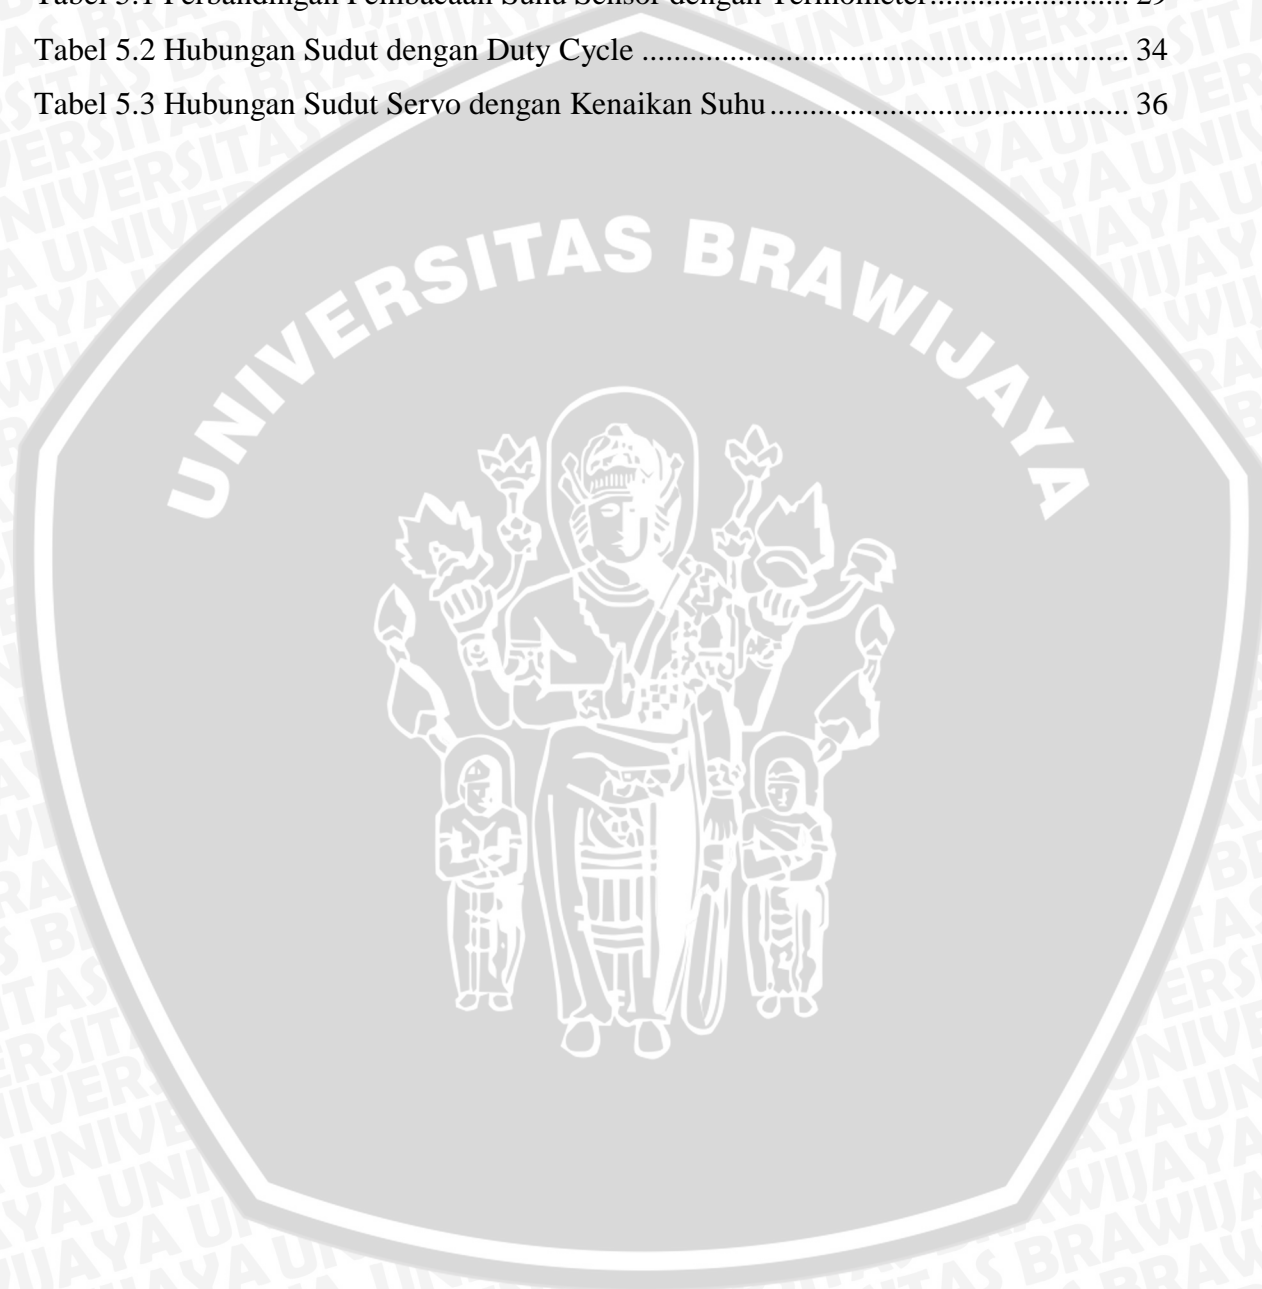 Tabel 5.1 Perbandingan Pembacaan Suhu Sensor dengan Termometer........................ 29
Tabel 5.2 Hubungan Sudut dengan Duty Cycle ............................................................. 34
Tabel 5.3 Hubungan Sudut Servo dengan Kenaikan Suhu ............................................. 36
UNIVERSITAS BRAWIJAYA